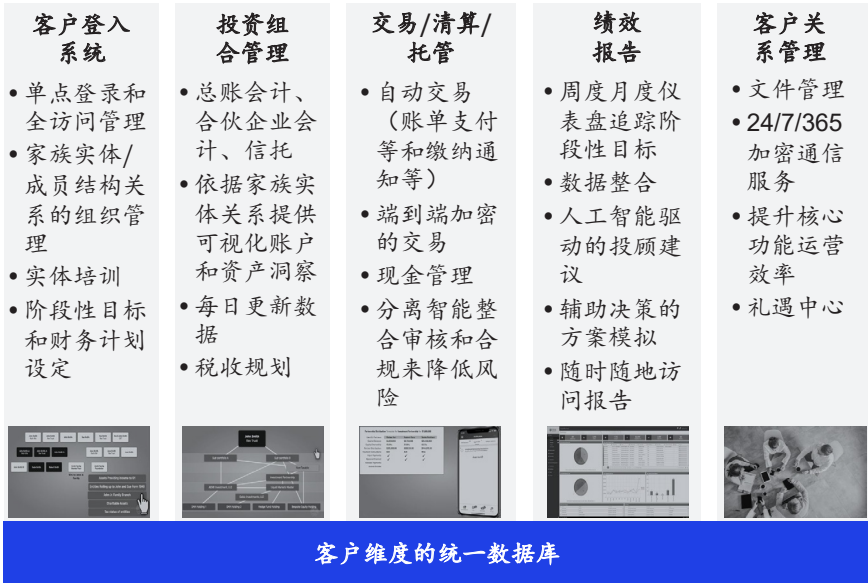 客户登入
系统
• 单点登录和
全访问管理
• 家族实体/
成员结构关
系的组织管
理
• 实体培训
• 阶段性目标
和财务计划
设定
投资组
合管理
• 总账会计、
合伙企业会
计、信托
• 依据家族实
体关系提供
可视化账户
和资产洞察
• 每日更新数
据
• 税收规划
交易/清算/
托管
• 自动交易
（账单支付
等和缴纳通
知等）
• 端到端加密
的交易
• 现金管理
• 分离智能整
合审核和合
规来降低风
险
绩效
报告
• 周度月度仪
表盘追踪阶
段性目标
• 数据整合
• 人工智能驱
动的投顾建
议
• 辅助决策的
方案模拟
• 随时随地访
问报告
客户关
系管理
• 文件管理
• 24/7/365
加密通信
服务
• 提升核心
功能运营
效率
• 礼遇中心
客户维度的统一数据库